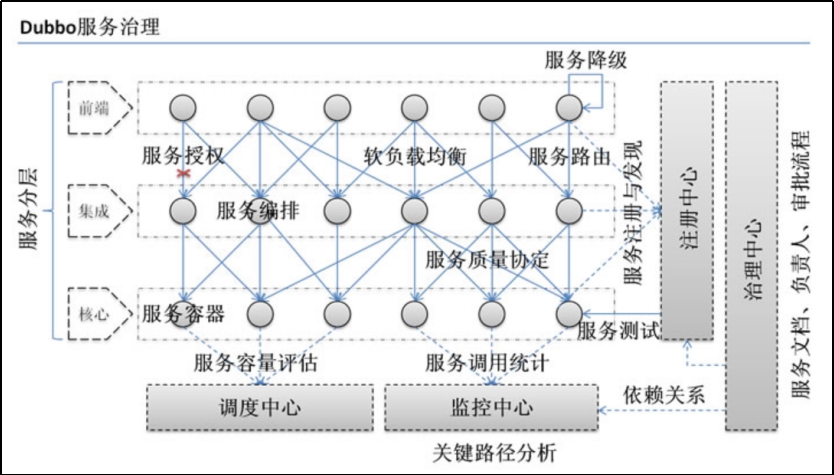 Dubbo服务治理
服务降级
前端
服务授权
软负载均衡
服务路由
服务分层
集成
服务编排
服务注册与发现
注册中心
治理中心
服务文档、负责人、审批流程
服务质量协定
核心
服务容器
服务测试
服务容量评估
服务调用统计
调度中心
监控中心
依赖关系
关键路径分析